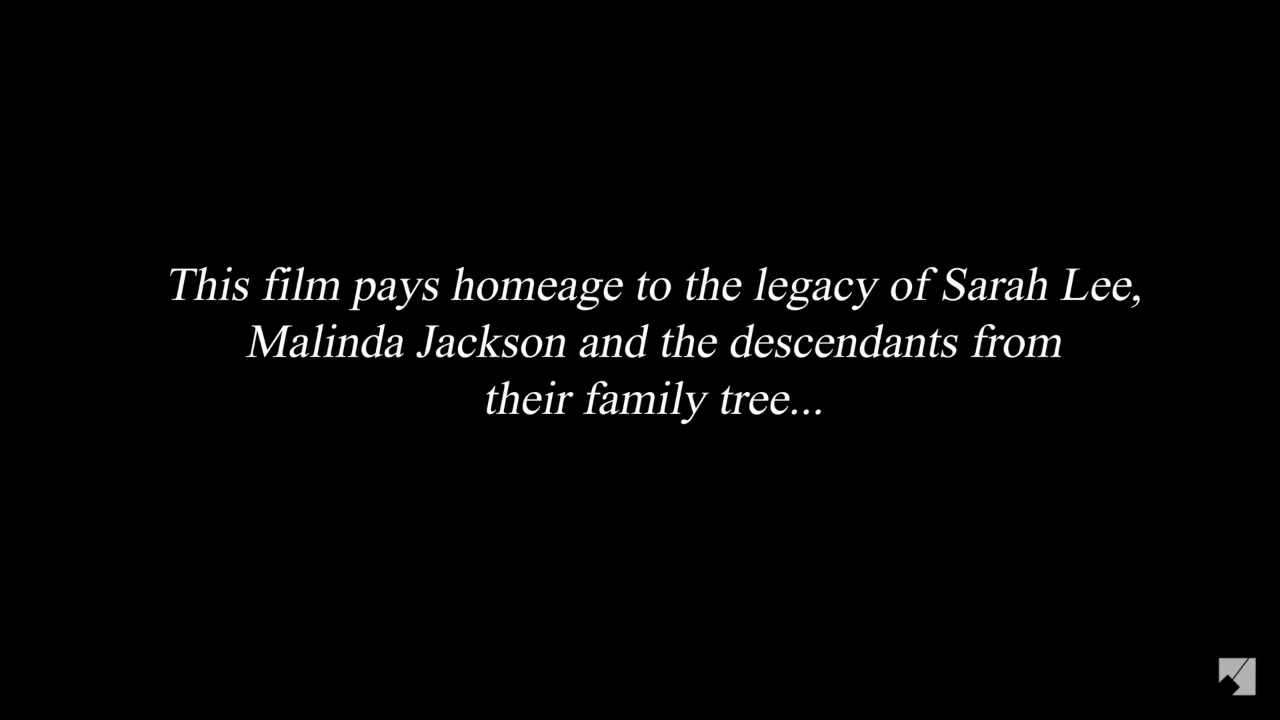 This film pays homeage to the legacy of Sarah Lee,
Malinda Jackson and the descendants from
their family tree...